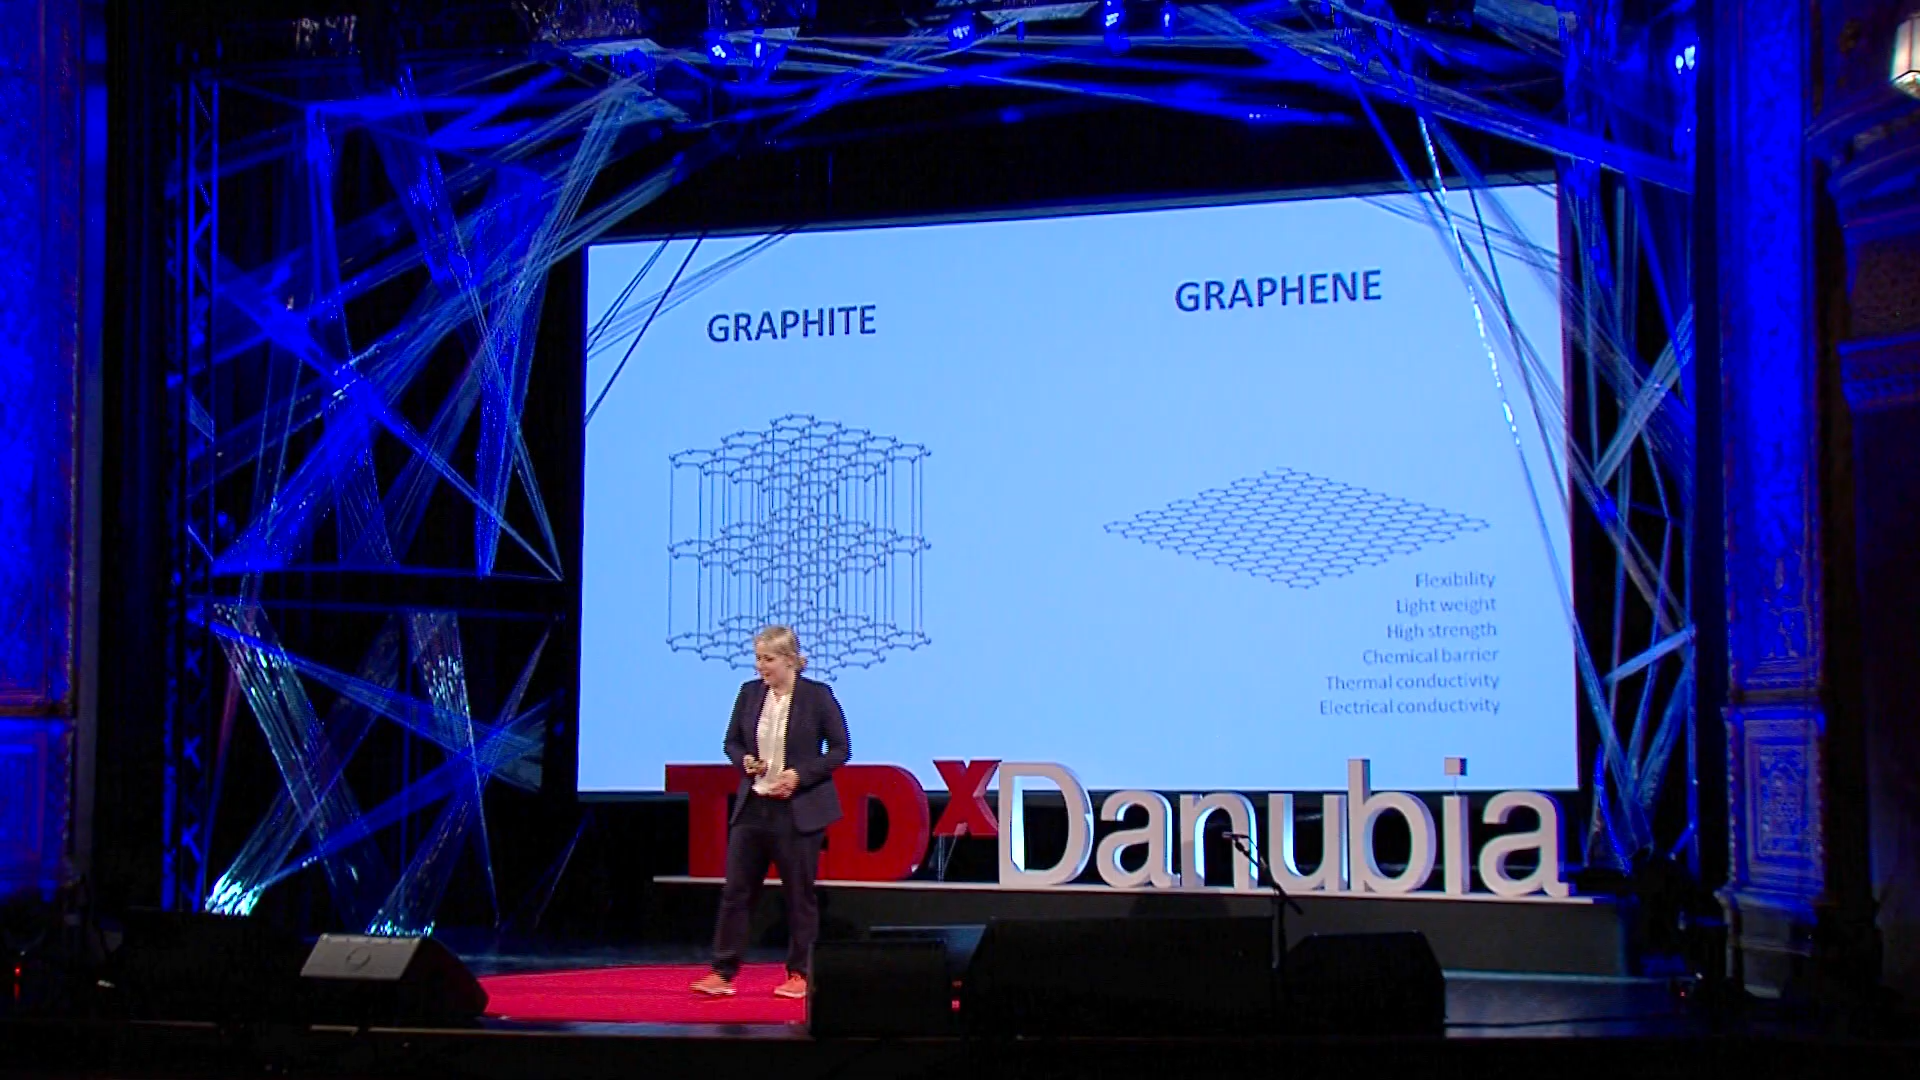 GRAPHITE
GRAPHENE
Flexibility
Light weight
High strength
Chemical barrier
Thermal conductivity
Electrical conductivity
TEDxDanubia